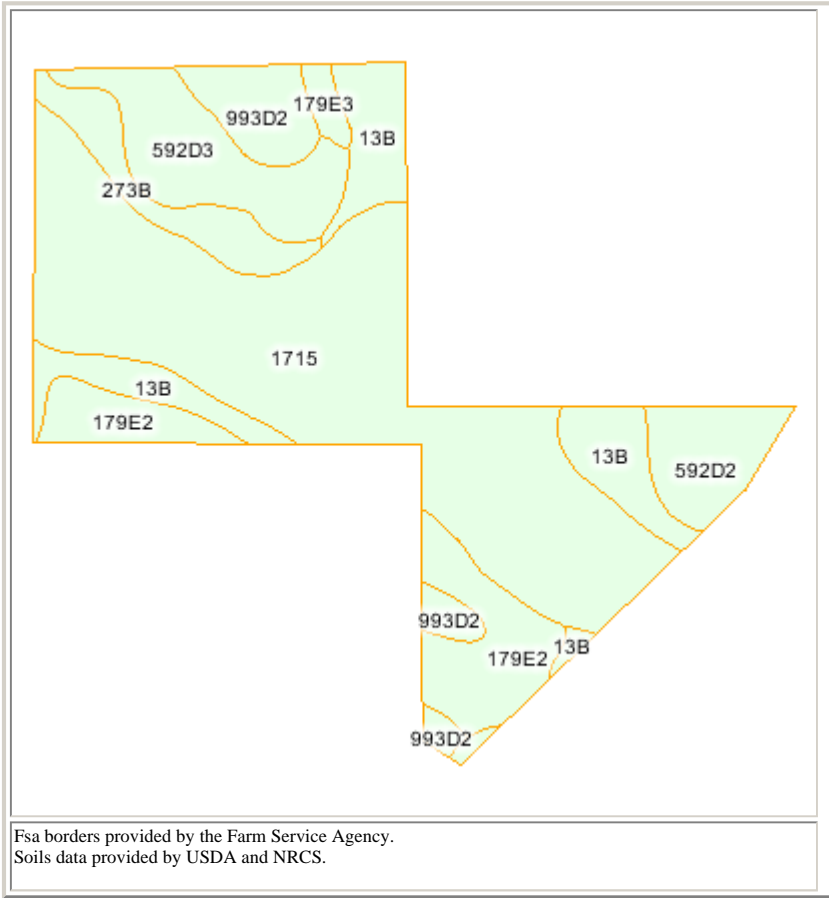 179E3
993D2
13B
592D3
273B
1715
13B
179E2
13B
592D2
993D2
13B
179E2
993D2
Fsa borders provided by the Farm Service Agency.
Soils data provided by USDA and NRCS.